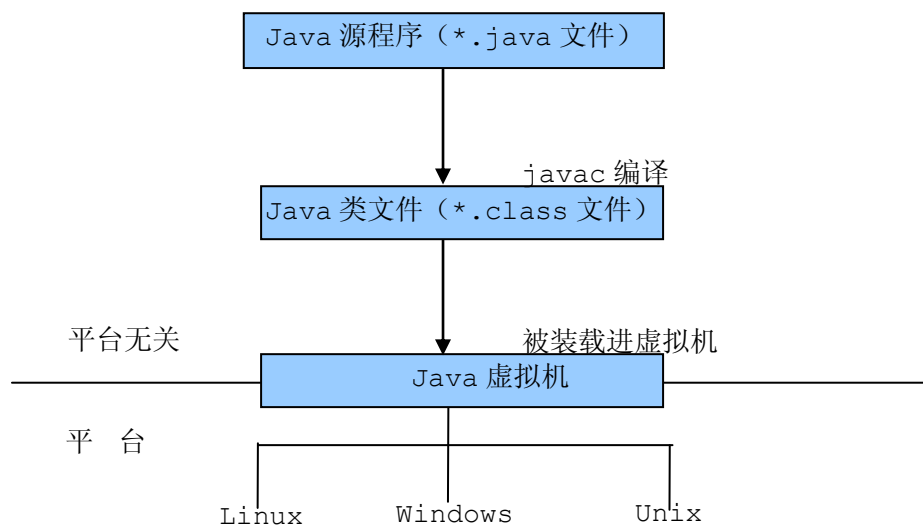 Java 源程序（*.java 文件）
javac 编译
Java 类文件（*.class 文件）
平台无关
被装载进虚拟机
Java 虚拟机
平 台
Linux
Windows
Unix